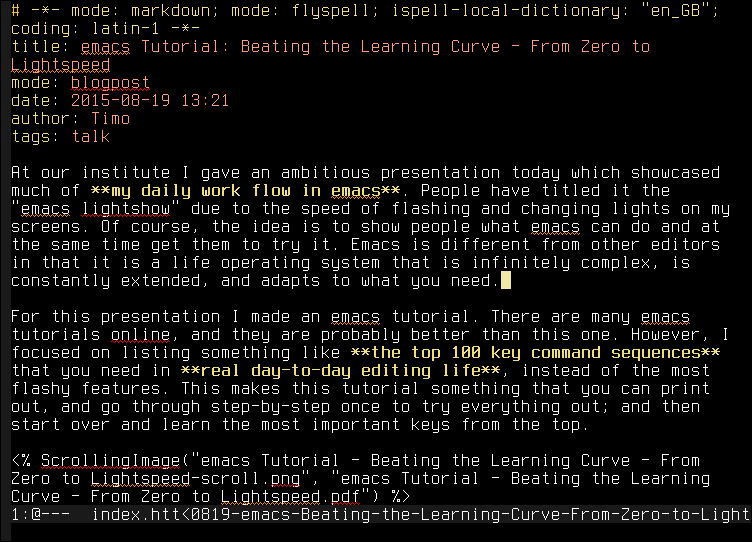 # -*- mode: markdown; mode: flyspell; ispell-local-dictionary: "en_GB";
coding: latin-1 -*-
title: emacs Tutorial: Beating the Learning Curve - From Zero to
Lightspeed
mode: blogpost
date: 2015-08-19 13:21
author: Timo
tags: talk

At our institute I gave an ambitious presentation today which showcased
much of **my daily work flow in emacs**. People have titled it the
"emacs lightshow" due to the speed of flashing and changing lights on my
screens. Of course, the idea is to show people what emacs can do and at
the same time get them to try it. Emacs is different from other editors
in that it is a life operating system that is infinitely complex, is
constantly extended, and adapts to what you need.

For this presentation I made an emacs tutorial. There are many emacs
tutorials online, and they are probably better than this one. However, I
focused on listing something like **the top 100 key command sequences**
that you need in **real day-to-day editing life**, instead of the most
flashy features. This makes this tutorial something that you can print
out, and go through step-by-step once to try everything out; and then
start over and learn the most important keys from the top.

<% ScrollingImage("emacs Tutorial - Beating the Learning Curve - From
Zero to Lightspeed-scroll.png", "emacs Tutorial - Beating the Learning
Curve - From Zero to Lightspeed.pdf") %>
1:@---  index.htt<0819-emacs-Beating-the-Learning-Curve-From-Zero-to-Light